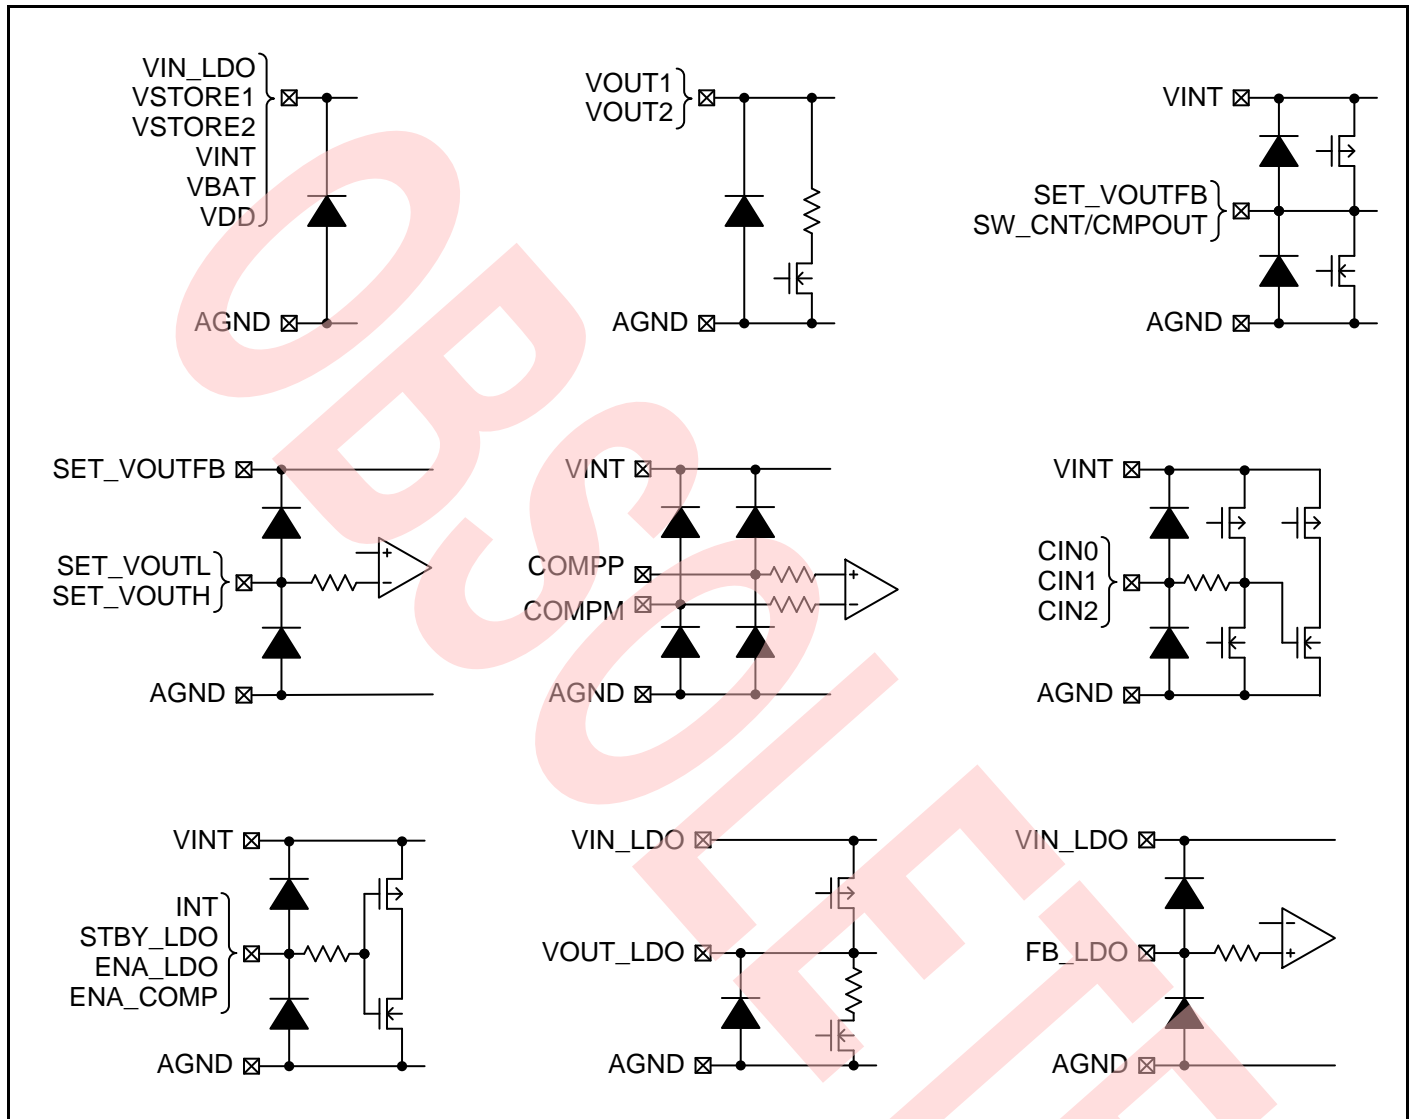 VIN_LDO
VSTORE1
VSTORE2
VINT
VBAT
VDD
AGND
VOUT1
VOUT2
AGND
VINT
SET_VOUTFB
SW_CNT/CMPOUT
AGND
SET_VOUTFB
SET_VOUTL
SET_VOUTH
AGND
VINT
COMPP
COMPM
AGND
VINT
CIN0
CIN1
CIN2
AGND
VINT
INT
STBY_LDO
ENA_LDO
ENA_COMP
AGND
VIN_LDO
VOUT_LDO
AGND
VIN_LDO
FB_LDO
AGND
OBSOLETE